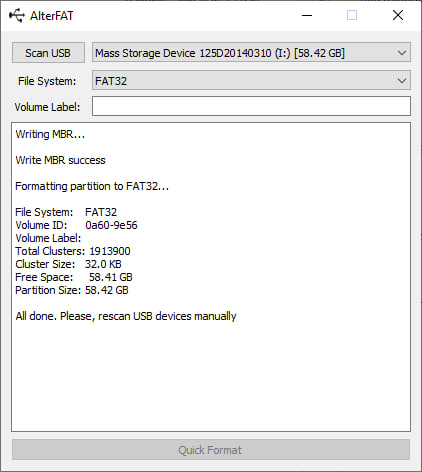 AlterFAT
Scan USB
Mass Storage Device 125D20140310 (I:) [58.42 GB]
File System:
FAT32
Volume Label:
Writing MBR...
Write MBR success
Formatting partition to FAT32...
File System: FAT32
Volume ID: 0a60-9e56
Volume Label:
Total Clusters: 1913900
Cluster Size: 32.0 KB
Free Space: 58.41 GB
Partition Size: 58.42 GB
All done. Please, rescan USB devices manually
Quick Format